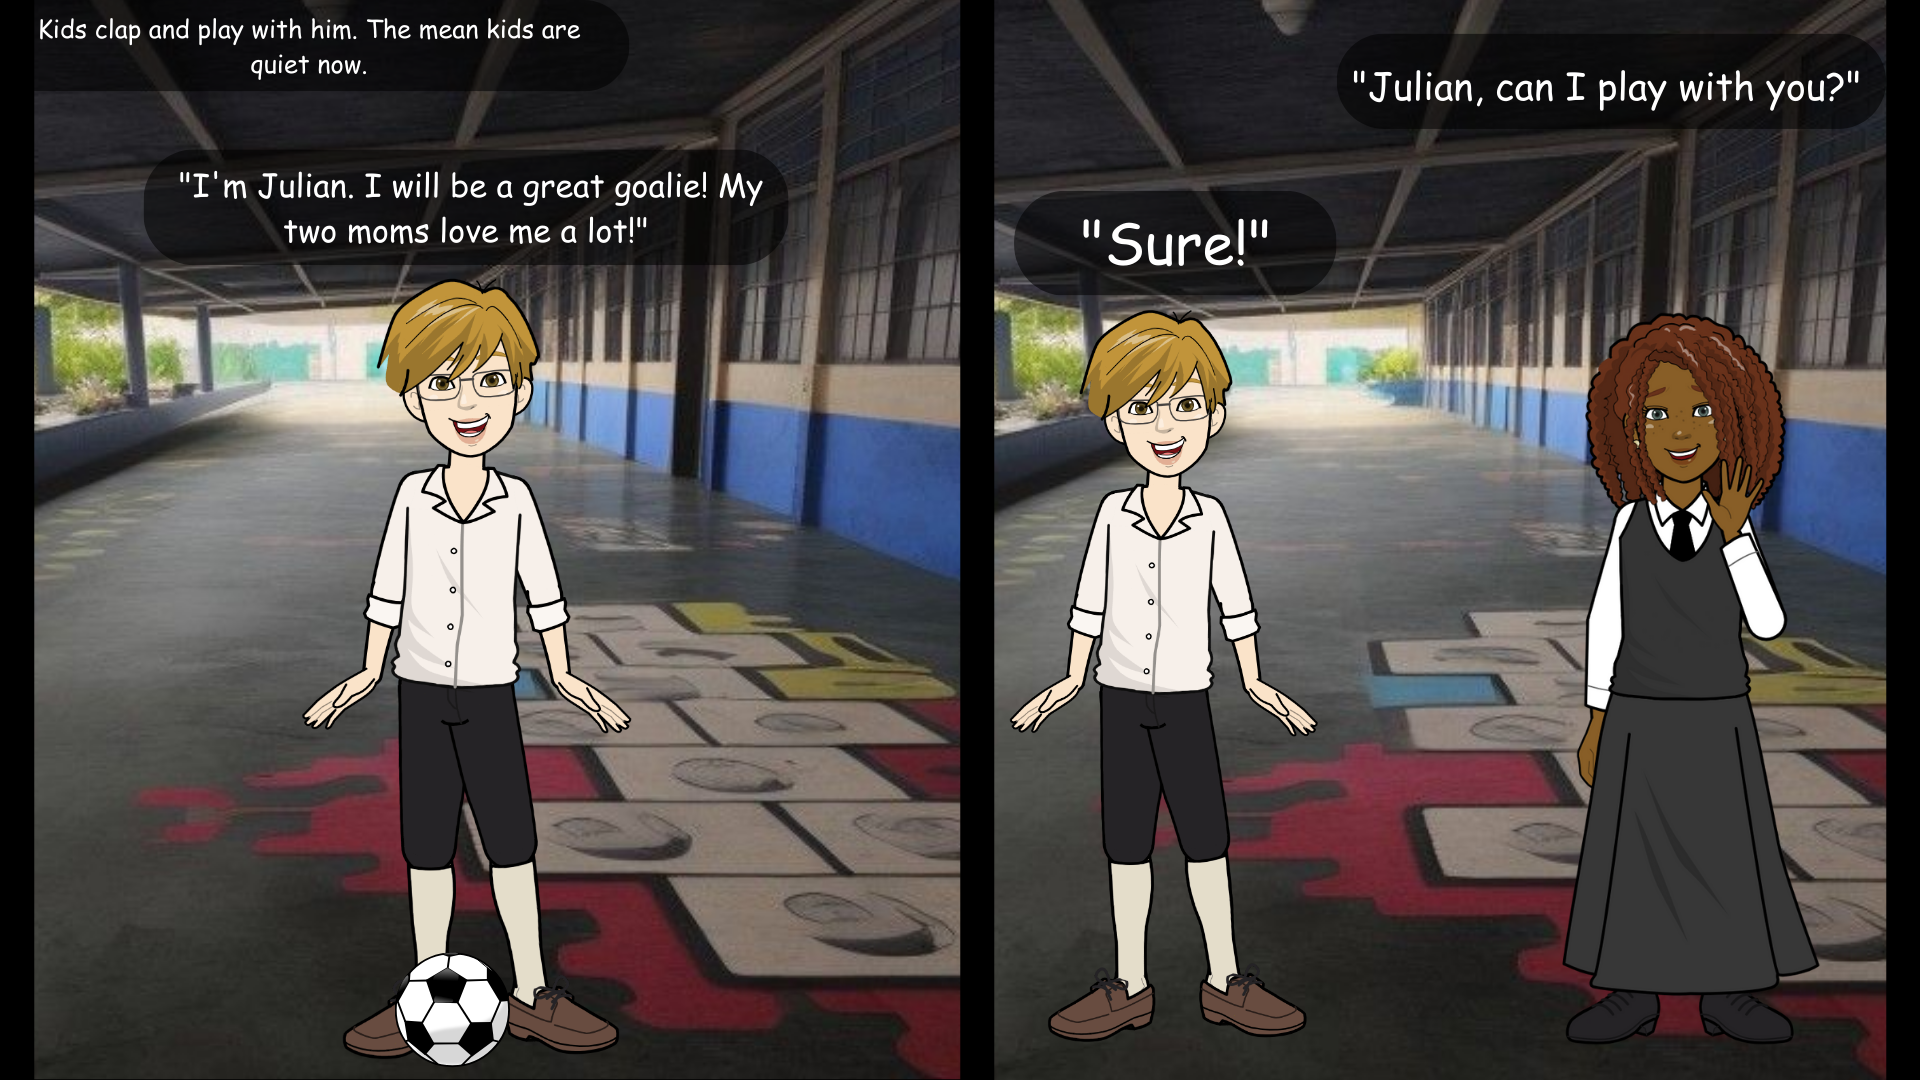 Kids clap and play with him. The mean kids are
quiet now.
"I'm Julian. I will be a great goalie! My
two moms love me a lot!"
"Julian, can I play with you?"
"Sure!"